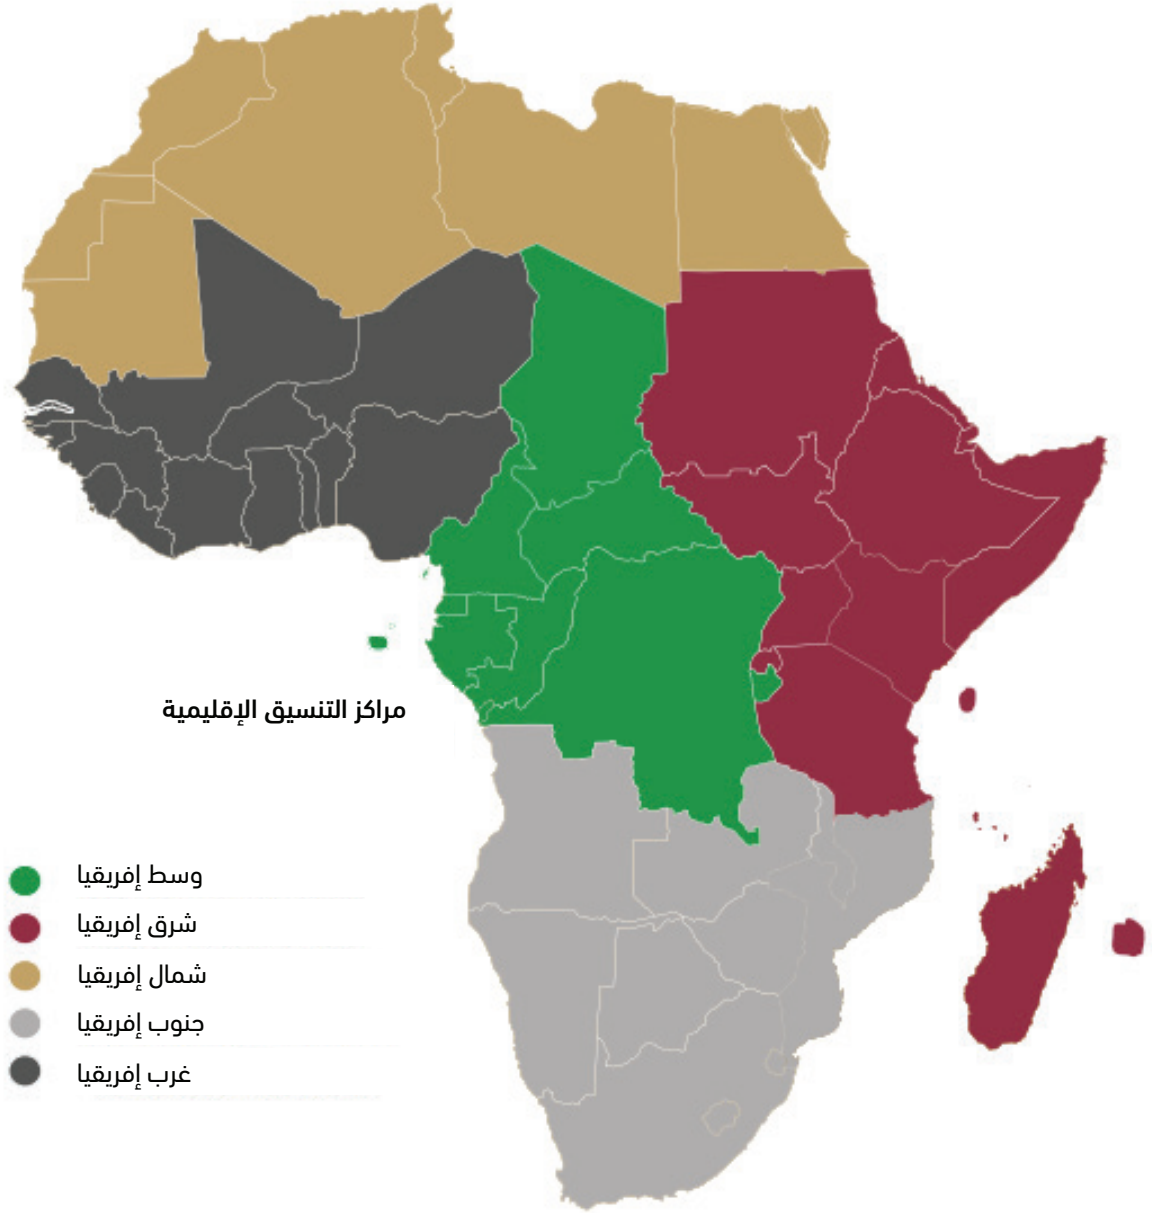 مراكز التنسيق الإقليمية
وسط إفريقيا
شرق إفريقيا
شمال إفريقيا
جنوب إفريقيا
غرب إفريقيا